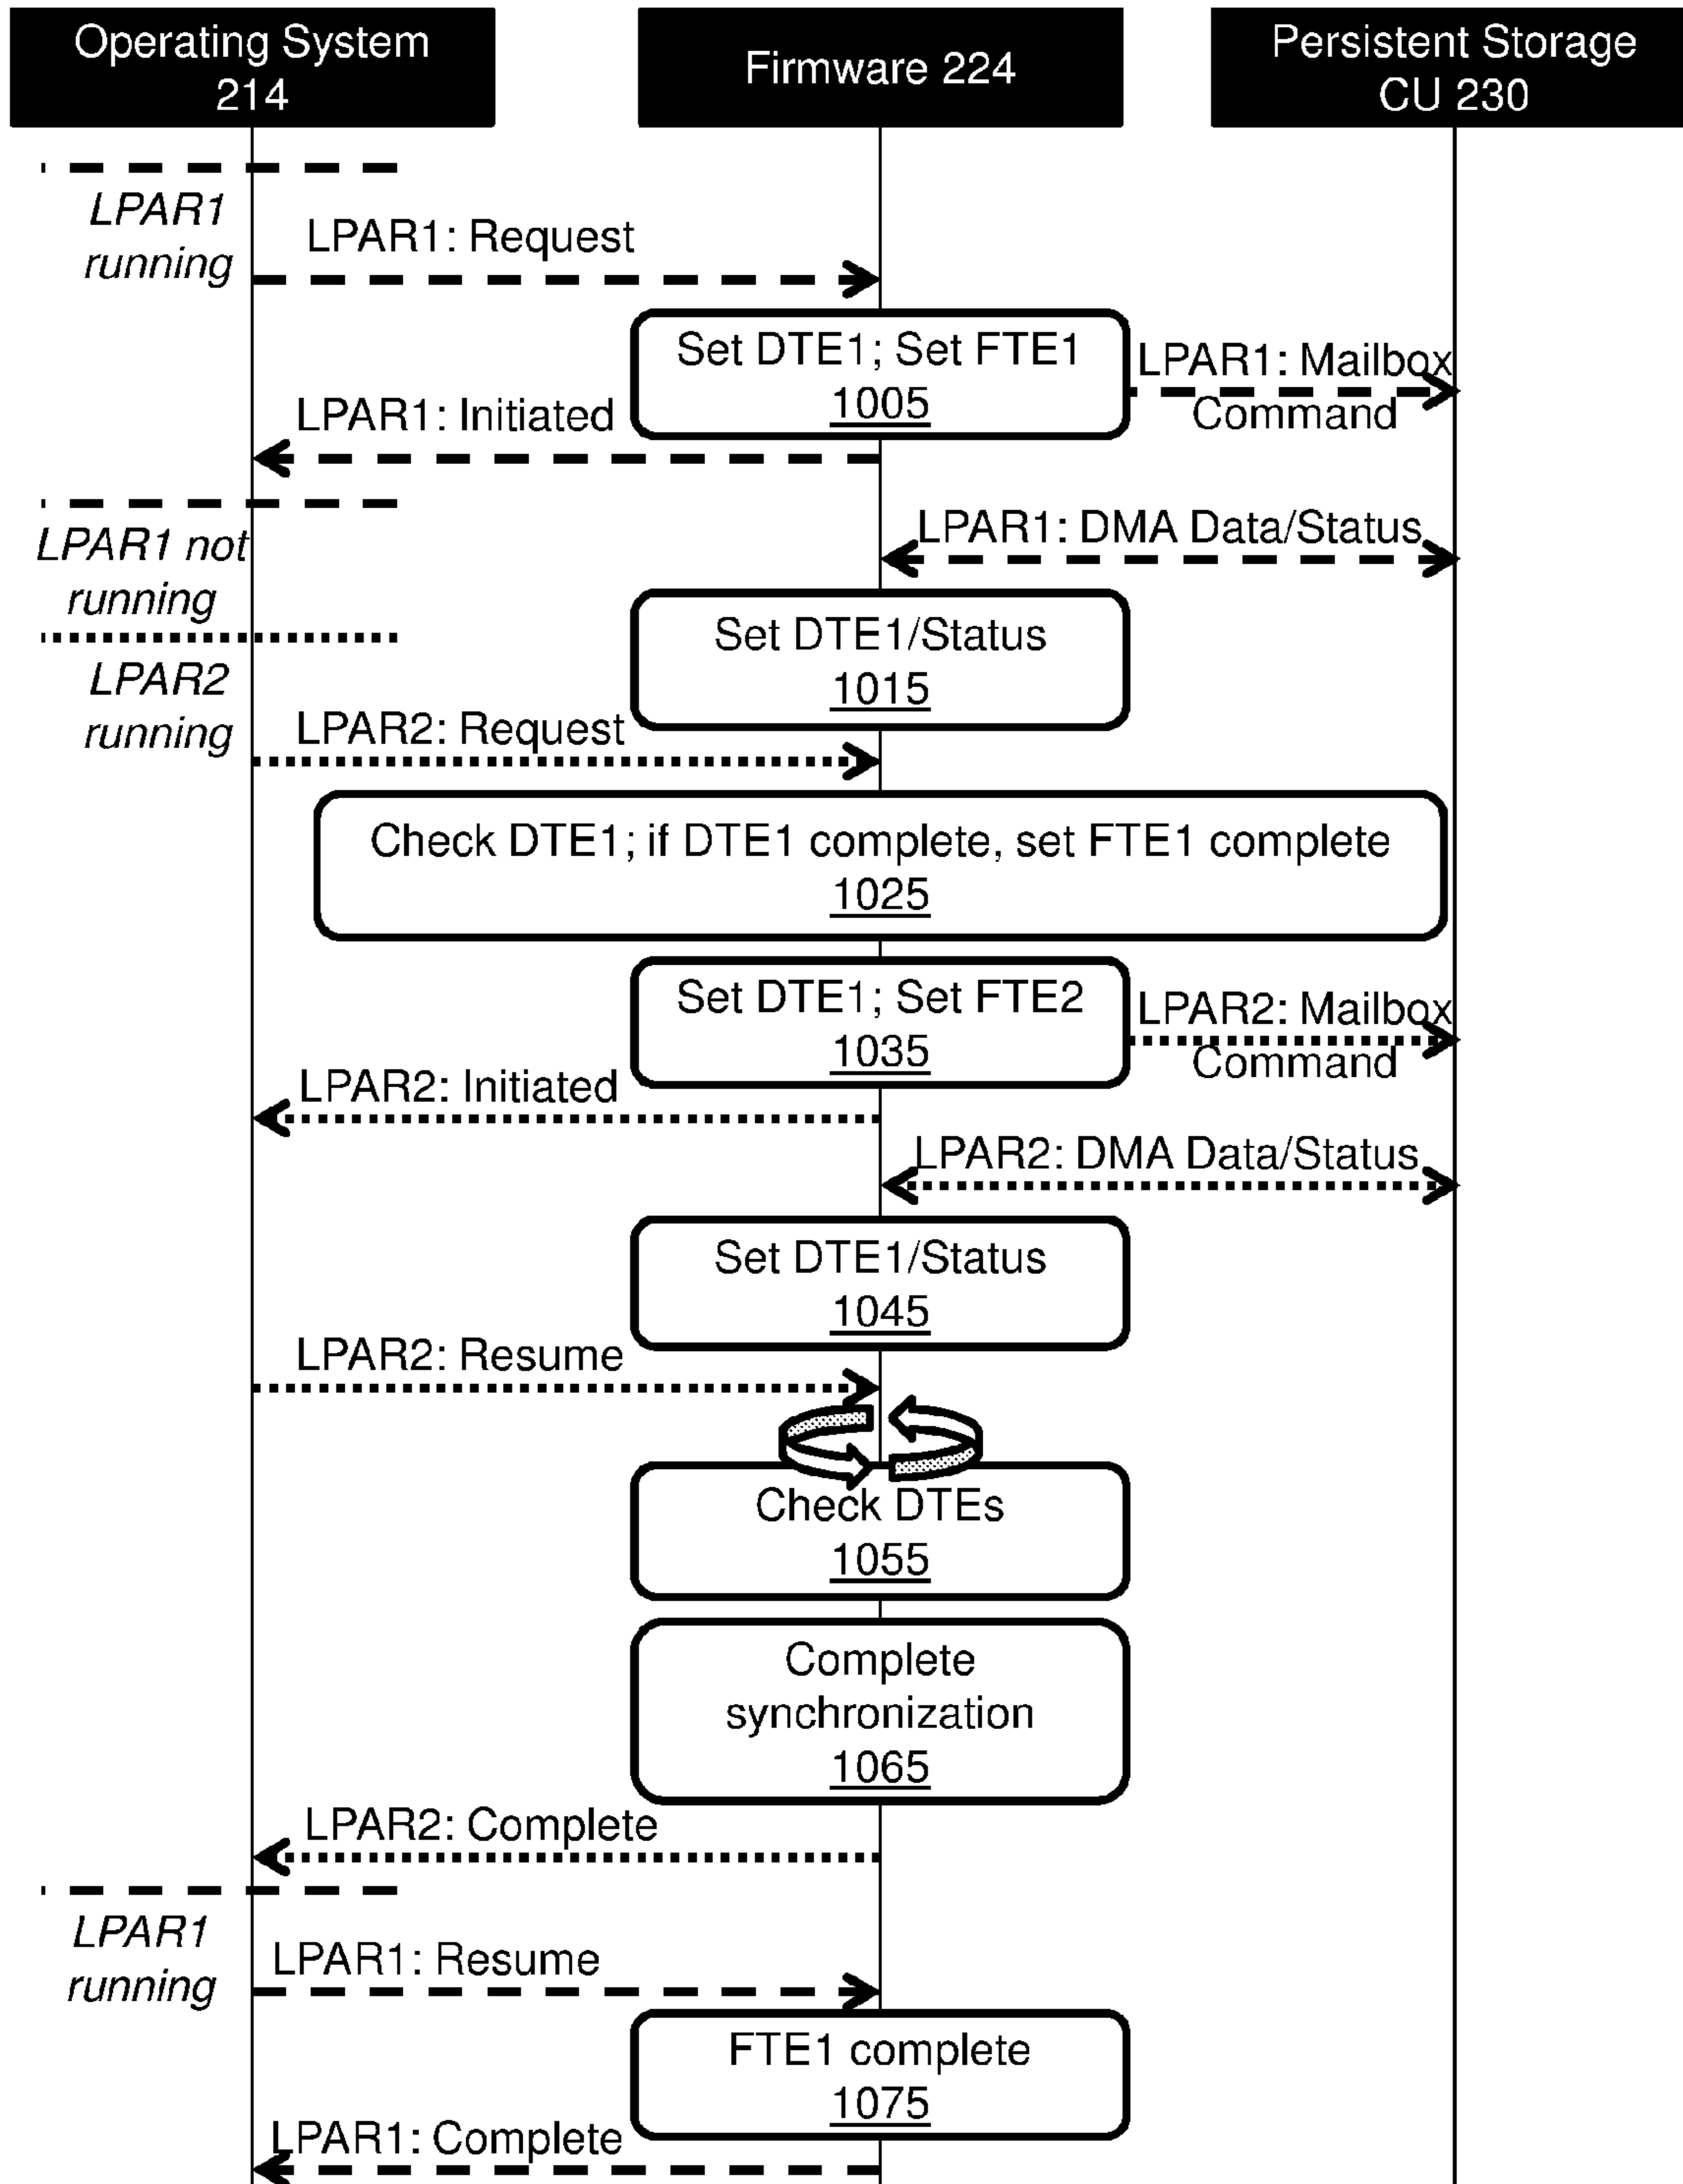 Operating System
214
Firmware 224
Persistent Storage
CU 230
LPAR1
running
LPAR1: Request
Set DTE1; Set FTE1
1005
LPAR1: Mailbox
Command
LPAR1: Initiated
LPAR1 not
running
LPAR1: DMA Data/Status
Set DTE1/Status
1015
LPAR2
running
LPAR2: Request
Check DTE1; if DTE1 complete, set FTE1 complete
1025
Set DTE1; Set FTE2
1035
LPAR2: Mailbox
Command
LPAR2: Initiated
LPAR2: DMA Data/Status
Set DTE1/Status
1045
LPAR2: Resume
Check DTEs
1055
Complete
synchronization
1065
LPAR2: Complete
LPAR1
running
LPAR1: Resume
FTE1 complete
1075
LPAR1: Complete